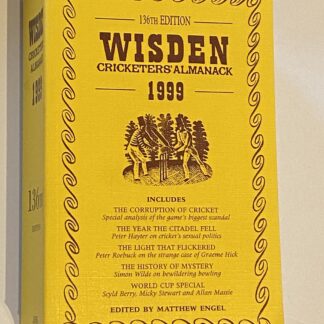 136TH EDITION
WISDEN
CRICKETERS' ALMANACK
1999
INCLUDES
THE CORRUPTION OF CRICKET
Special analysis of the game's biggest scandal
THE YEAR THE CITADEL FELL
Peter Hayter on cricket's sexual politics
THE LIGHT THAT FLICKERED
Peter Roebuck on the strange case of Graeme Hick
THE HISTORY OF MYSTERY
Simon Wilde on bewildering bowling
WORLD CUP SPECIAL
Scyld Berry, Micky Stewart and Allan Massie
EDITED BY MATTHEW ENGEL
WISDEN
CRICKETERS' ALMANACK
1999
136TH
EDITION